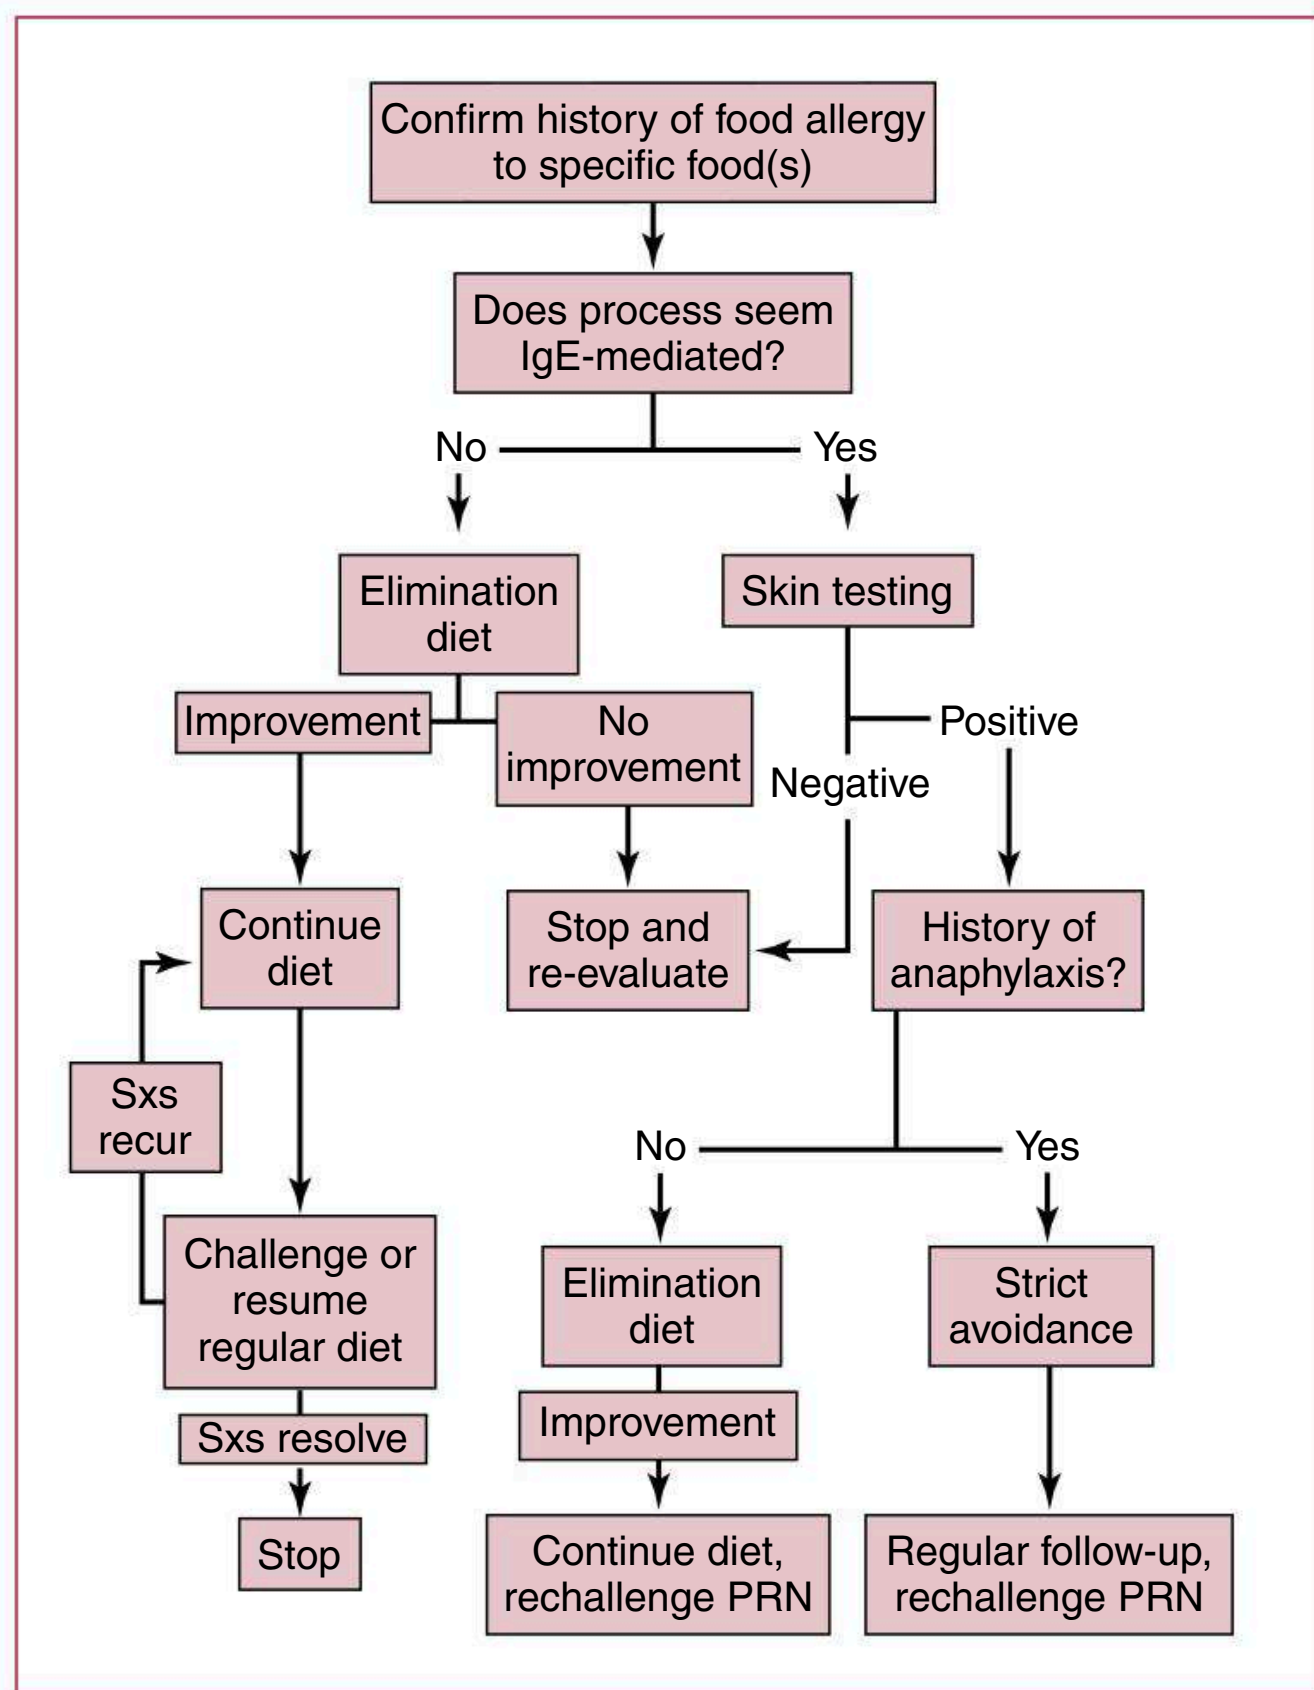 Confirm history of food allergy
to specific food(s)
Does process seem
IgE-mediated?
No
Yes
Elimination
diet
Skin testing
Improvement
No
improvement
Positive
Negative
Continue
diet
Stop and
re-evaluate
History of
anaphylaxis?
Sxs
recur
No
Yes
Challenge or
resume
regular diet
Elimination
diet
Strict
avoidance
Sxs resolve
Improvement
Stop
Continue diet,
rechallenge PRN
Regular follow-up,
rechallenge PRN